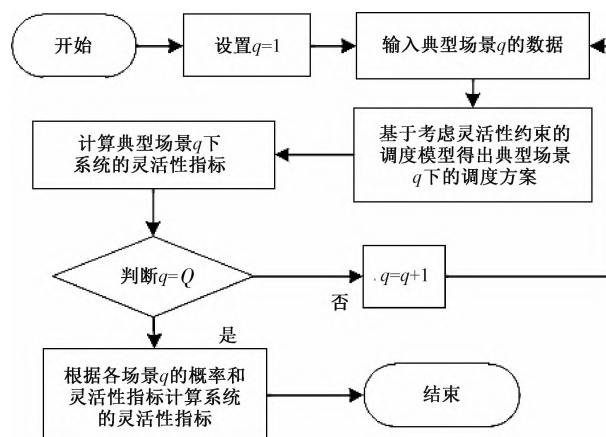 开始
设置q=1
输入典型场景q的数据
计算典型场景q下
系统的灵活性指标
基于考虑灵活性约束的
调度模型得出典型场景
q下的调度方案
判断q=Q
q=q+1
否
是
根据各场景q的概率和
灵活性指标计算系统
的灵活性指标
结束